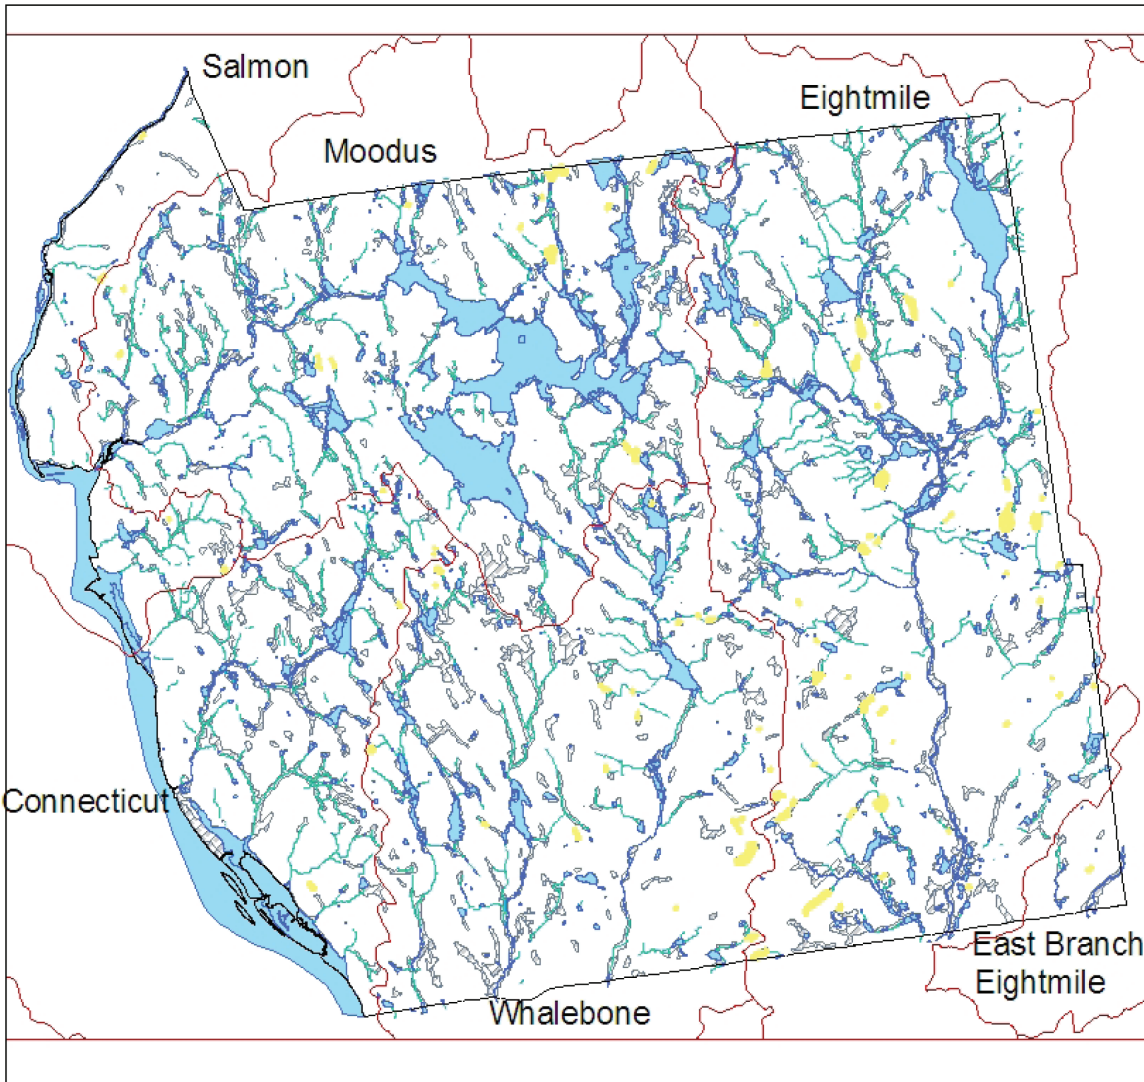 Salmon
Eightmile
Moodus
Connecticut
East Branch
Eightmile
Whalebone